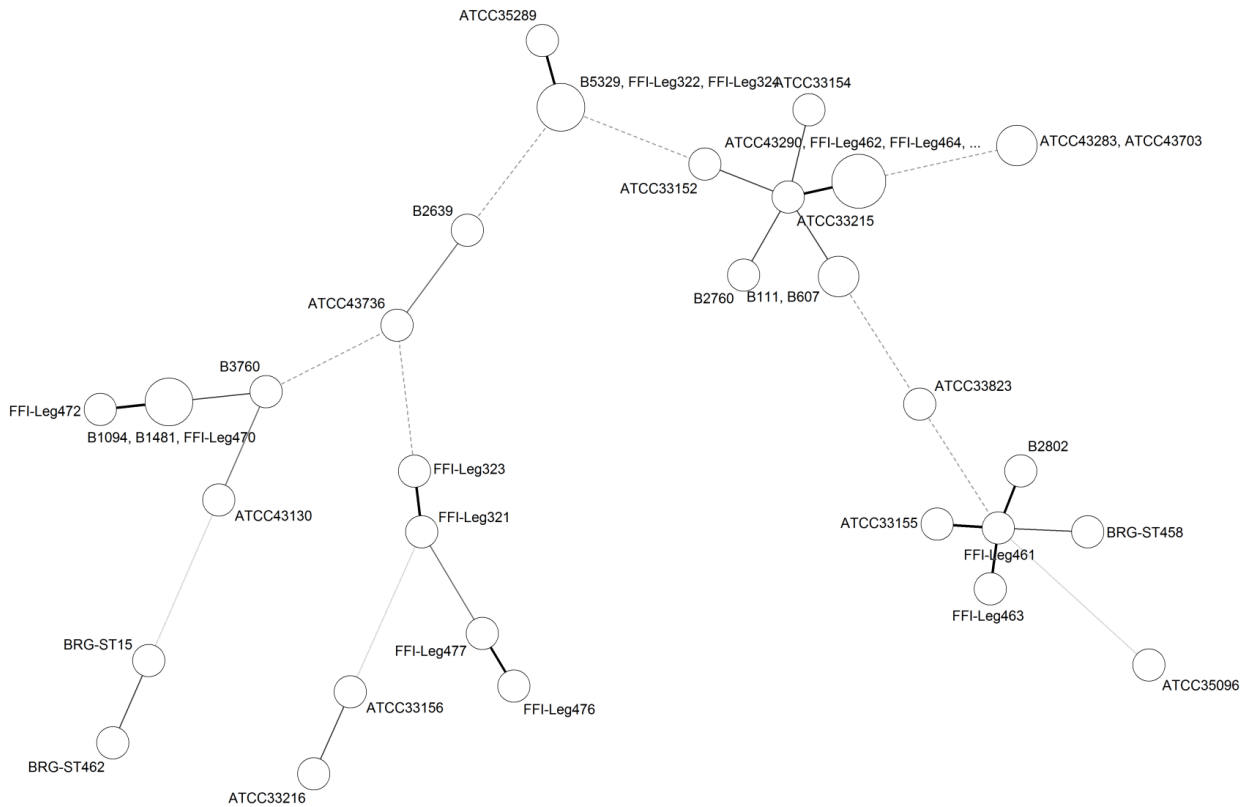 ATCC35289
B5329, FFI-Leg322, FFI-Leg324
ATCC33154
ATCC43290, FFI-Leg462, FFI-Leg464, ...
ATCC43283, ATCC43703
ATCC33152
ATCC33215
B2639
B2760
B111, B607
ATCC43736
B3760
ATCC33823
FFI-Leg472
B1094, B1481, FFI-Leg470
B2802
FFI-Leg323
ATCC43130
FFI-Leg321
ATCC33155
BRG-ST458
FFI-Leg461
FFI-Leg463
BRG-ST15
FFI-Leg477
ATCC35096
ATCC33156
FFI-Leg476
BRG-ST462
ATCC33216